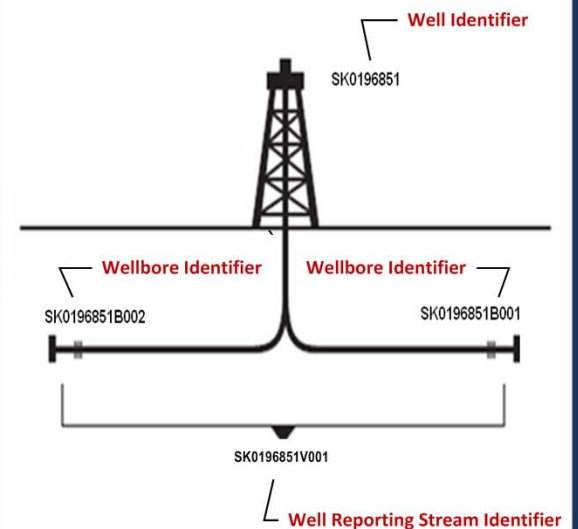 Well Identifier
SK0196851
Wellbore Identifier
Wellbore Identifier
SK0196851B002
SK0196851B001
SK0196851V001
Well Reporting Stream Identifier